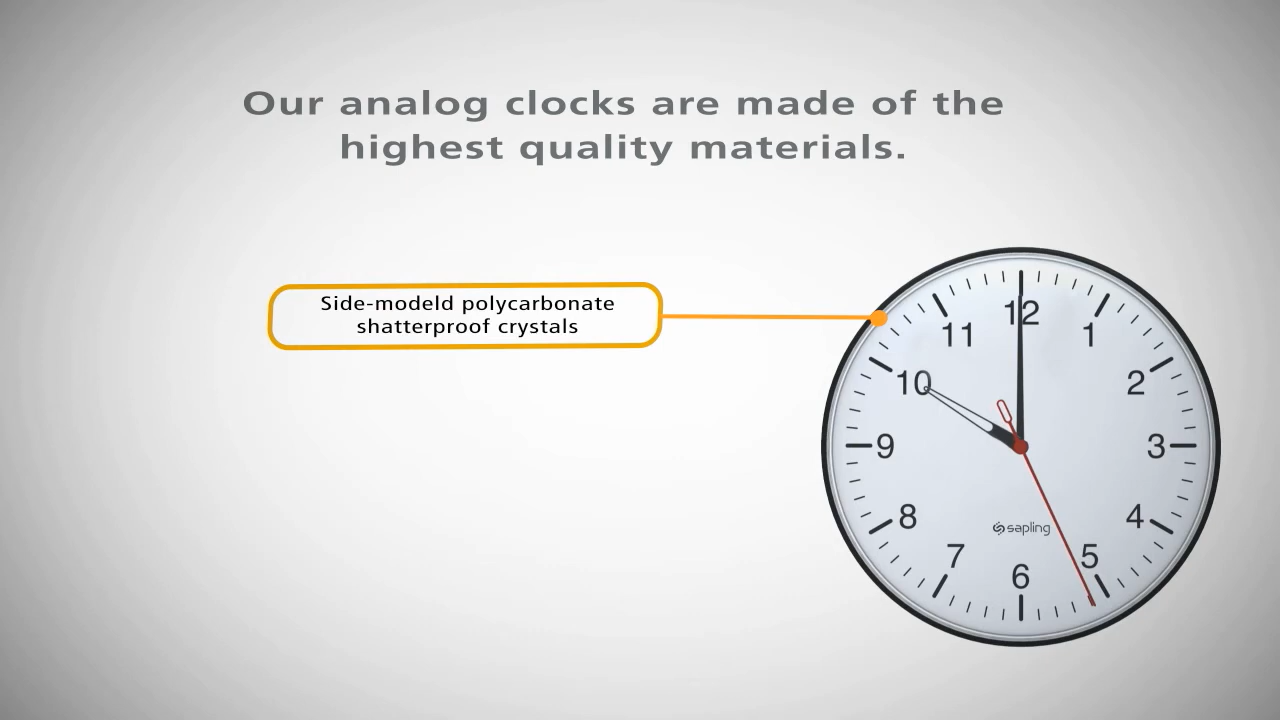 Our analog clocks are made of the
highest quality materials.
Side-modeld polycarbonate
shatterproof crystals
12
11
1
10
2
9
3
8
4
sapling
7
5
6